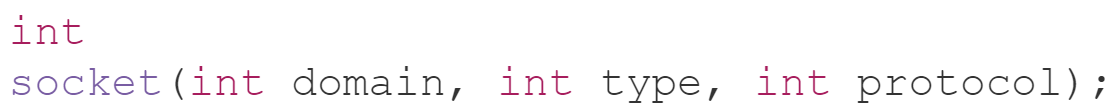 int
socket(int domain, int type, int protocol);